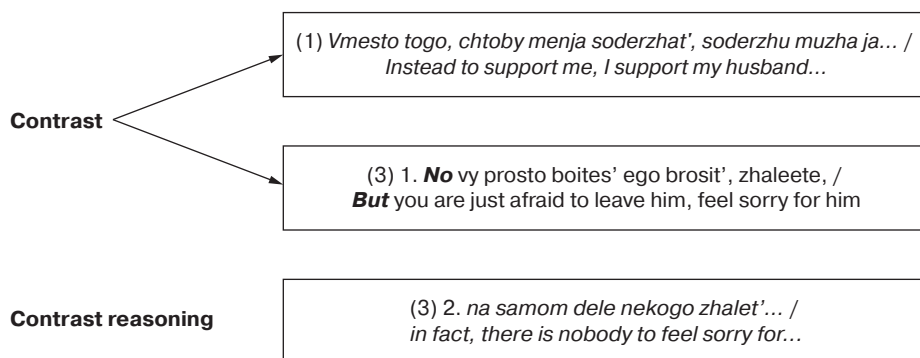 (1) Vmesto togo, chtoby menja soderzhat', soderzhu muzha ja… /
Instead to support me, I support my husband…
Contrast
(3) 1. No vy prosto boites’ ego brosit’, zhaleete, /
But you are just afraid to leave him, feel sorry for him
Contrast reasoning
(3) 2. na samom dele nekogo zhalet’… /
in fact, there is nobody to feel sorry for…